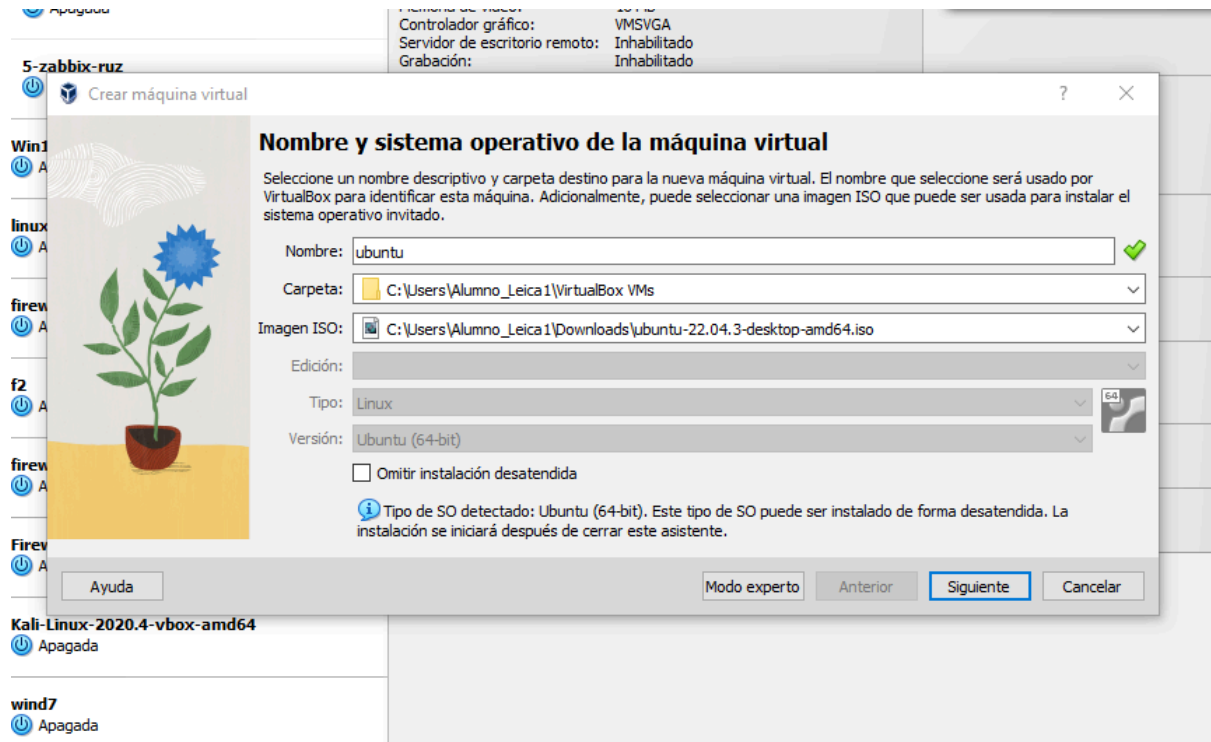 Apagada
Controlador gráfico: VMSVGA
Servidor de escritorio remoto: Inhabilitado
Grabación: Inhabilitado
5-zabbix-ruz
Crear máquina virtual
?
Nombre y sistema operativo de la máquina virtual
Seleccione un nombre descriptivo y carpeta destino para la nueva máquina virtual. El nombre que seleccione será usado por
VirtualBox para identificar esta máquina. Adicionalmente, puede seleccionar una imagen ISO que puede ser usada para instalar el
sistema operativo invitado.
Nombre: ubuntu
Carpeta: C:\Users\Alumno_Leica1\VirtualBox VMs
Imagen ISO: C:\Users\Alumno_Leica1\Downloads\ubuntu-22.04.3-desktop-amd64.iso
Edición:
Tipo: Linux
64
Versión: Ubuntu (64-bit)
Omitir instalación desatendida
Tipo de SO detectado: Ubuntu (64-bit). Este tipo de SO puede ser instalado de forma desatendida. La
instalación se iniciará después de cerrar este asistente.
Ayuda
Modo experto
Anterior
Siguiente
Cancelar
Win1
A
linux
A
firew
A
f2
A
firew
A
Firew
A
Kali-Linux-2020.4-vbox-amd64
Apagada
wind7
Apagada